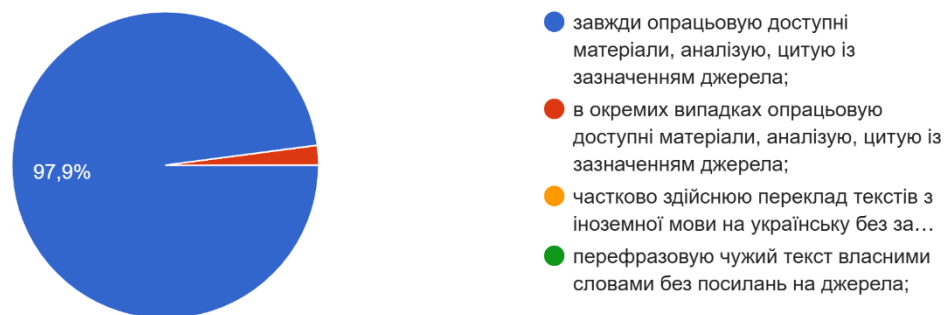 97,9%
завжди опрацьовую доступні
матеріали, аналізую, цитую із
зазначенням джерела;
в окремих випадках опрацьовую
доступні матеріали, аналізую, цитую із
зазначенням джерела;
частково здійснюю переклад текстів з
іноземної мови на українську без за…
перефразовую чужий текст власними
словами без посилань на джерела;